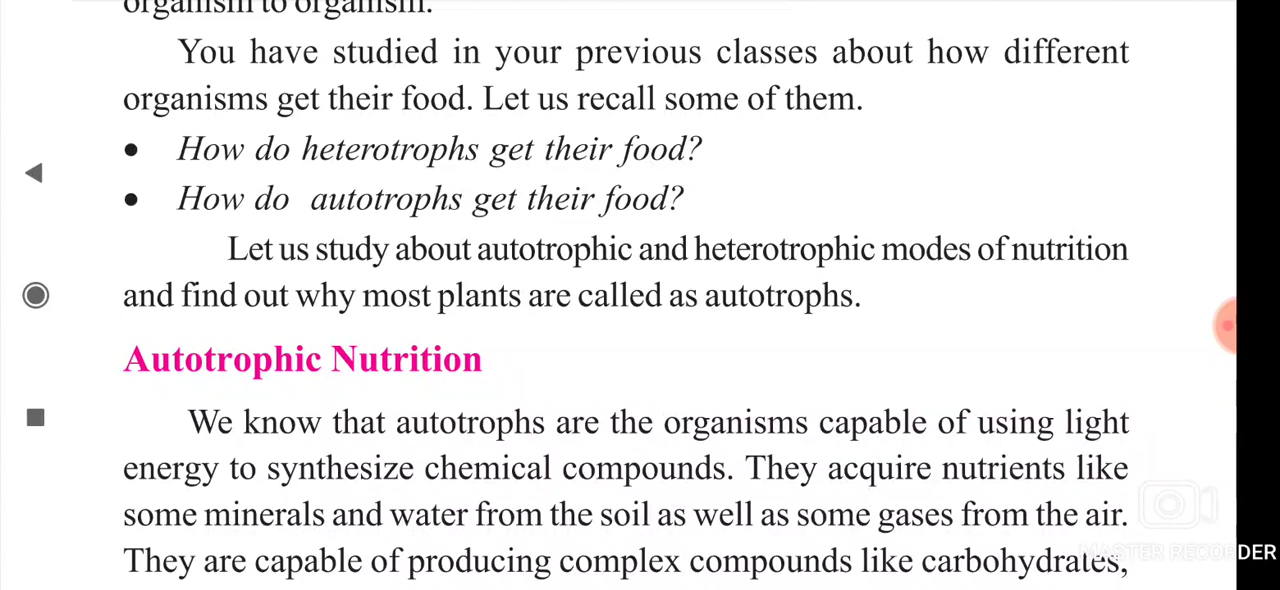 organism to organism.
You have studied in your previous classes about how different
organisms get their food. Let us recall some of them.
• How do heterotrophs get their food?
• How do autotrophs get their food?
Let us study about autotrophic and heterotrophic modes of nutrition
and find out why most plants are called as autotrophs.
Autotrophic Nutrition
We know that autotrophs are the organisms capable of using light
energy to synthesize chemical compounds. They acquire nutrients like
some minerals and water from the soil as well as some gases from the air.
They are capable of producing complex compounds like carbohydrates,
MASTER RECORDER